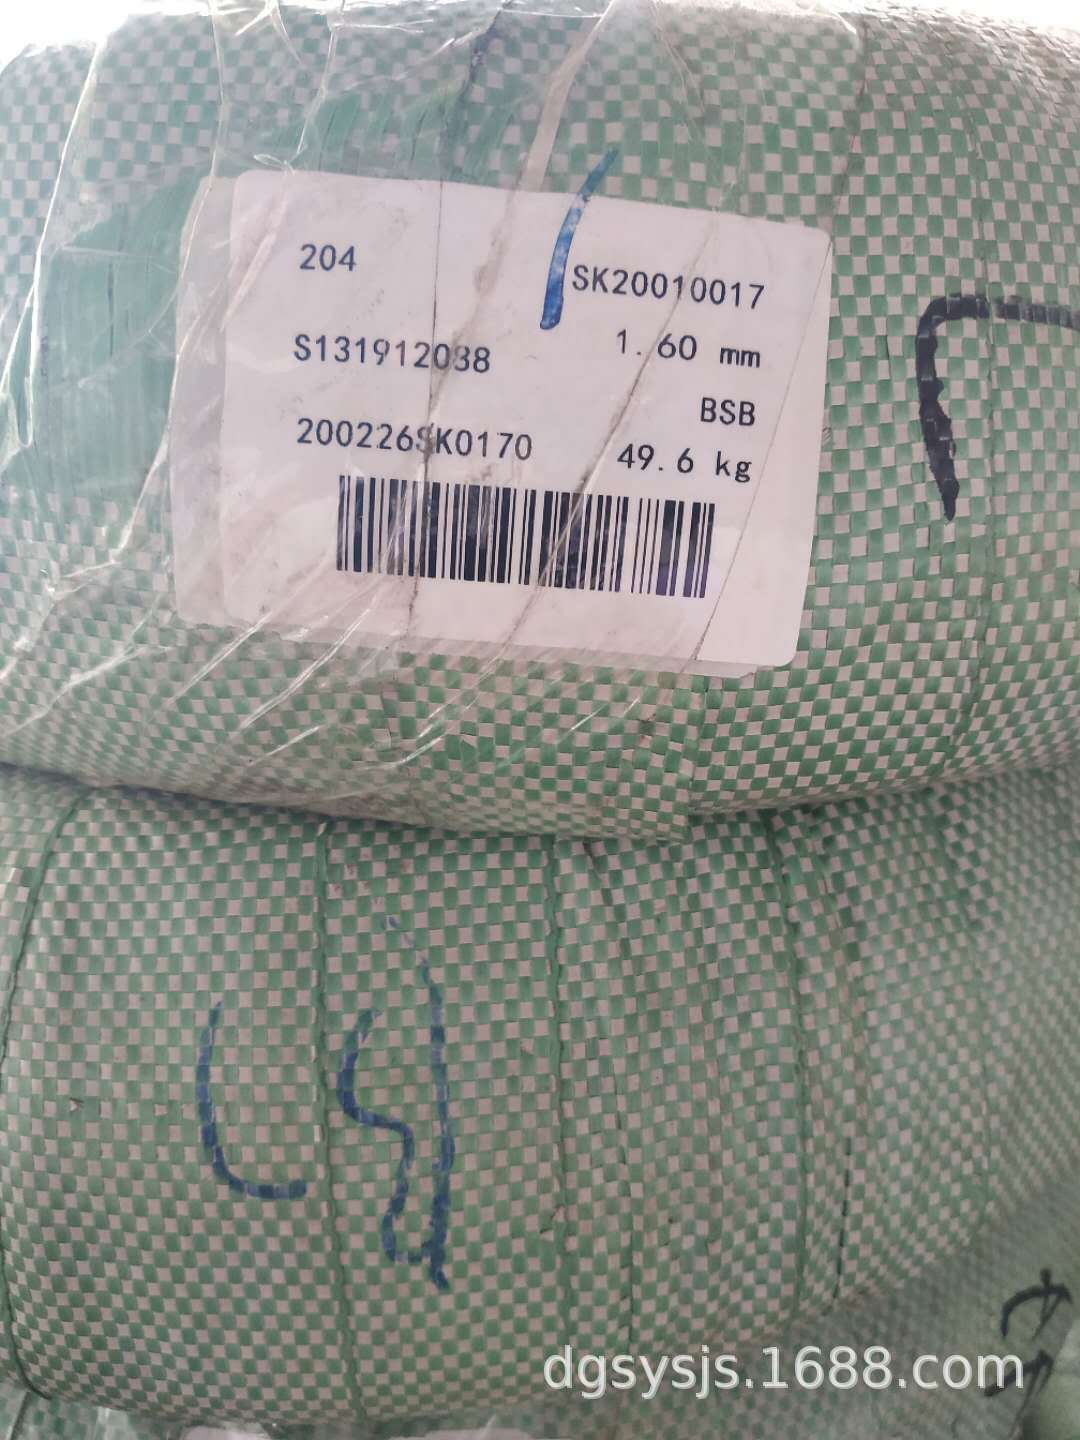 204
SK20010017
S131912038
1.60 mm
BSB
200226SK0170
49.6 kg
dgsysjs.1688.com